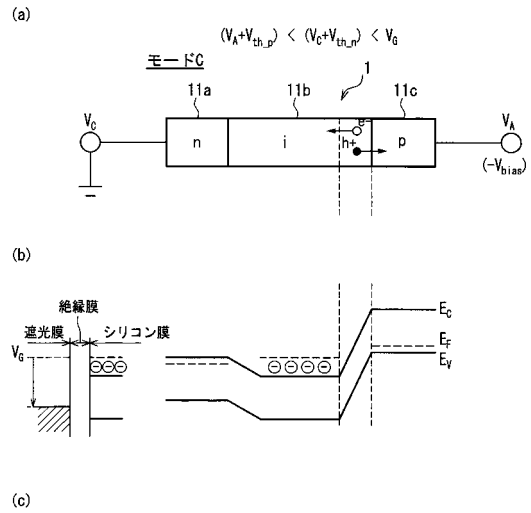 (a)
(V_A+V_th_p) < (V_C+V_th_n) < V_G
モードC
1
11a 11b 11c
V_C
n i p
e-
h+
V_A
(-V_bias)
(b)
絶縁膜
遮光膜 シリコン膜
V_G
E_C
E_F
E_V
(c)